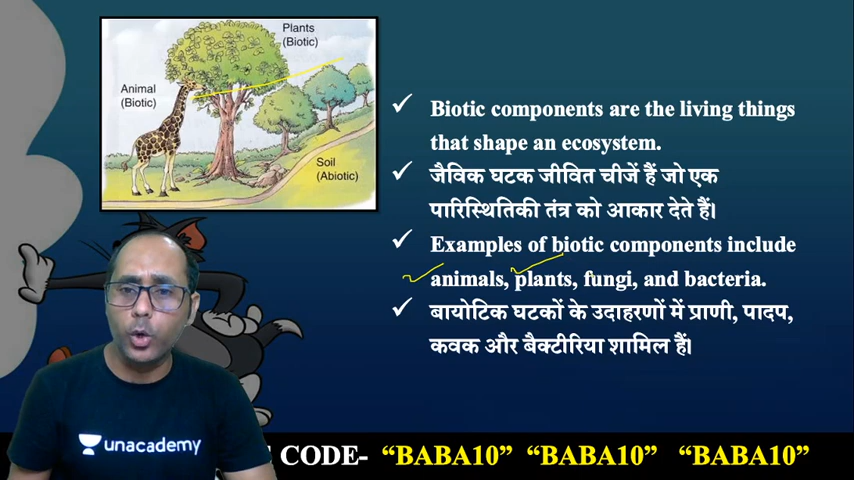 Plants
(Biotic)
Animal
(Biotic)
Soil
(Abiotic)
Biotic components are the living things
that shape an ecosystem.
जैविक घटक जीवित चीजें हैं जो एक
पारिस्थितिकी तंत्र को आकार देते हैं।
Examples of biotic components include
animals, plants, fungi, and bacteria.
बायोटिक घटकों के उदाहरणों में प्राणी, पादप,
कवक और बैक्टीरिया शामिल हैं।
unacademy
CODE- “BABA10” “BABA10” “BABA10”